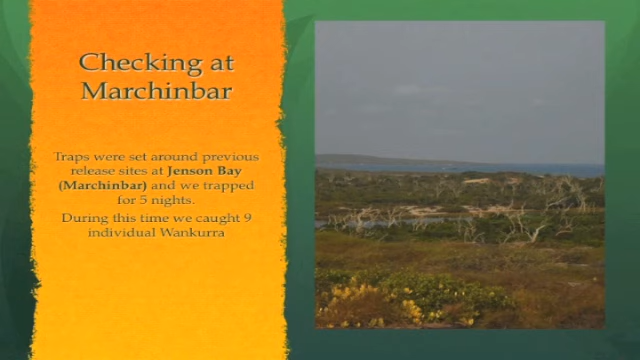 Checking at
Marchinbar
Traps were set around previous
release sites at Jenson Bay
(Marchinbar) and we trapped
for 5 nights.
During this time we caught 9
individual Wankurra